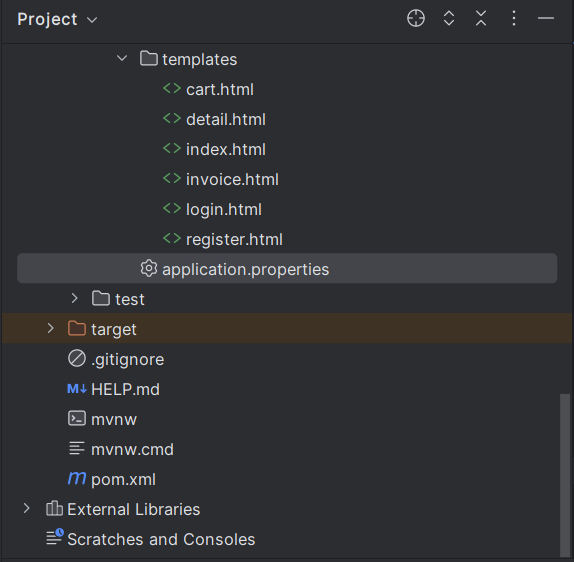 Project
templates
cart.html
detail.html
index.html
invoice.html
login.html
register.html
application.properties
test
target
.gitignore
M↓ HELP.md
mvnw
mvnw.cmd
m pom.xml
External Libraries
Scratches and Consoles